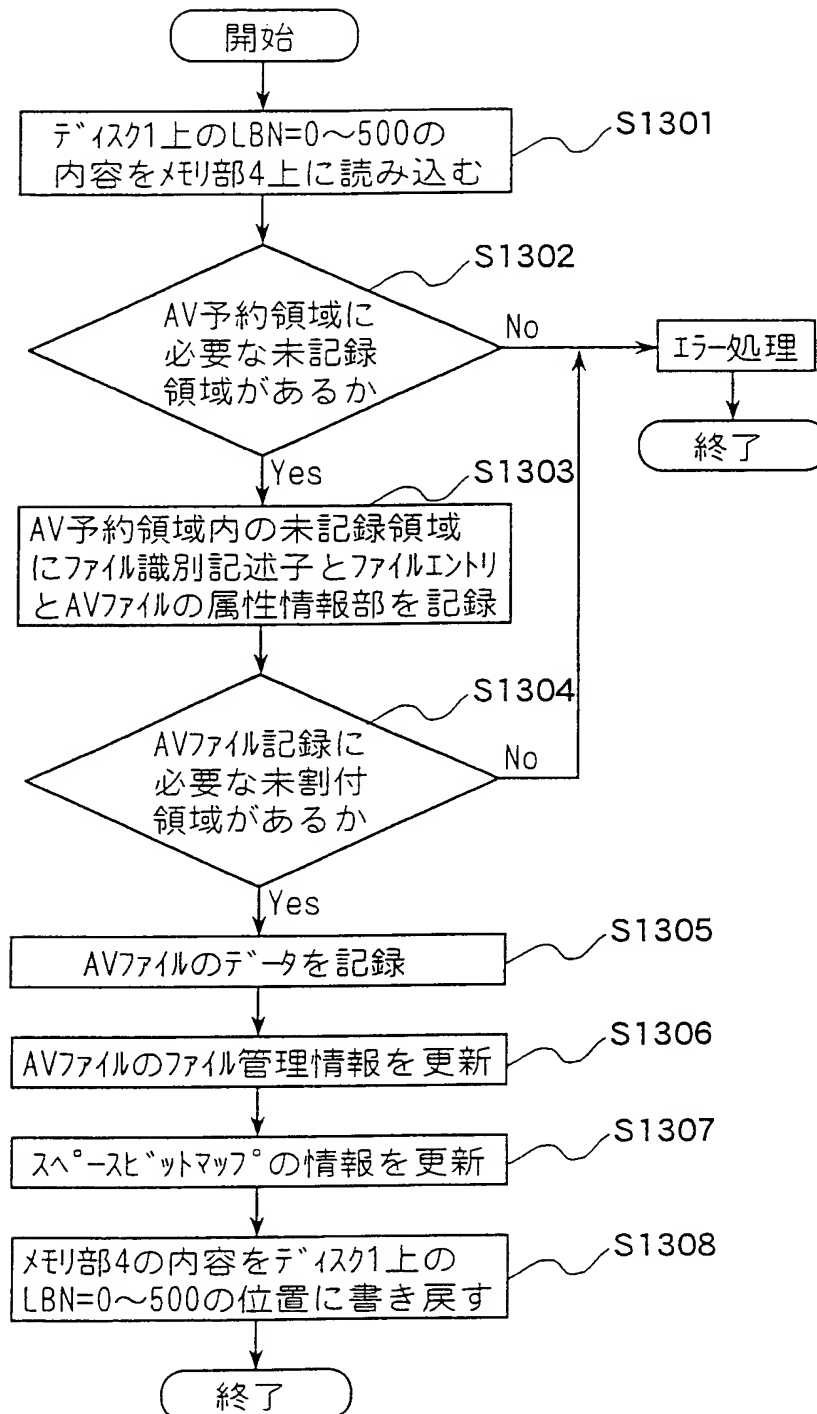 開始
ディスク1上のLBN=0〜500の
内容をメモリ部4上に読み込む
S1301
S1302
AV予約領域に
必要な未記録
領域があるか
No
エラー処理
終了
Yes
S1303
AV予約領域内の未記録領域
にファイル識別記述子とファイルエントリ
とAVファイルの属性情報部を記録
S1304
AVファイル記録に
必要な未割付
領域があるか
No
Yes
S1305
AVファイルのデータを記録
S1306
AVファイルのファイル管理情報を更新
S1307
スペースビットマップの情報を更新
S1308
メモリ部4の内容をディスク1上の
LBN=0〜500の位置に書き戻す
終了